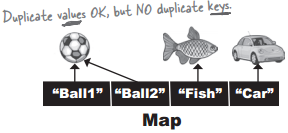 Duplicate values OK, but NO duplicate keys.
"Ball1" "Ball2" "Fish" "Car"
Map